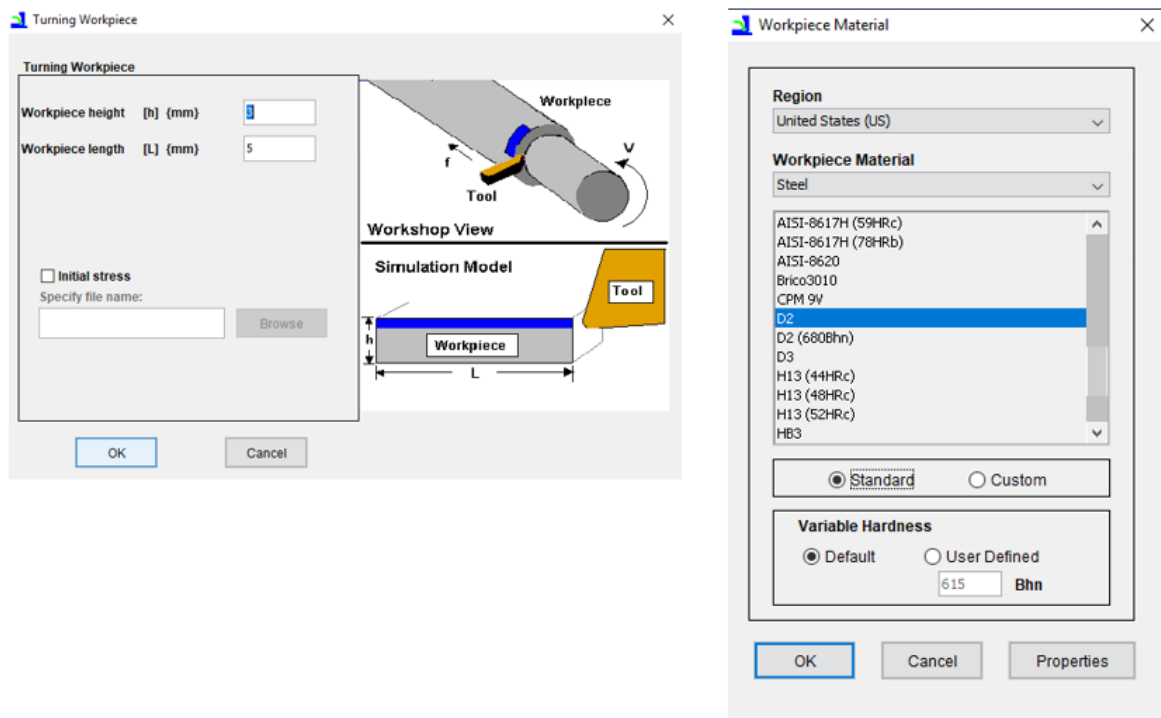 Turning Workpiece
Turning Workpiece
Workpiece height [h] {mm} 3
Workpiece length [L] {mm} 5
Initial stress
Specify file name:
Browse
OK Cancel
Workpiece
f
V
Tool
Workshop View
Simulation Model
Tool
h
Workpiece
L
Workpiece Material
Region
United States (US)
Workpiece Material
Steel
AISI-8617H (59HRc)
AISI-8617H (78HRb)
AISI-8620
Brico3010
CPM 9V
D2
D2 (680Bhn)
D3
H13 (44HRc)
H13 (48HRc)
H13 (52HRc)
HB3
Standard Custom
Variable Hardness
Default User Defined
615 Bhn
OK Cancel Properties